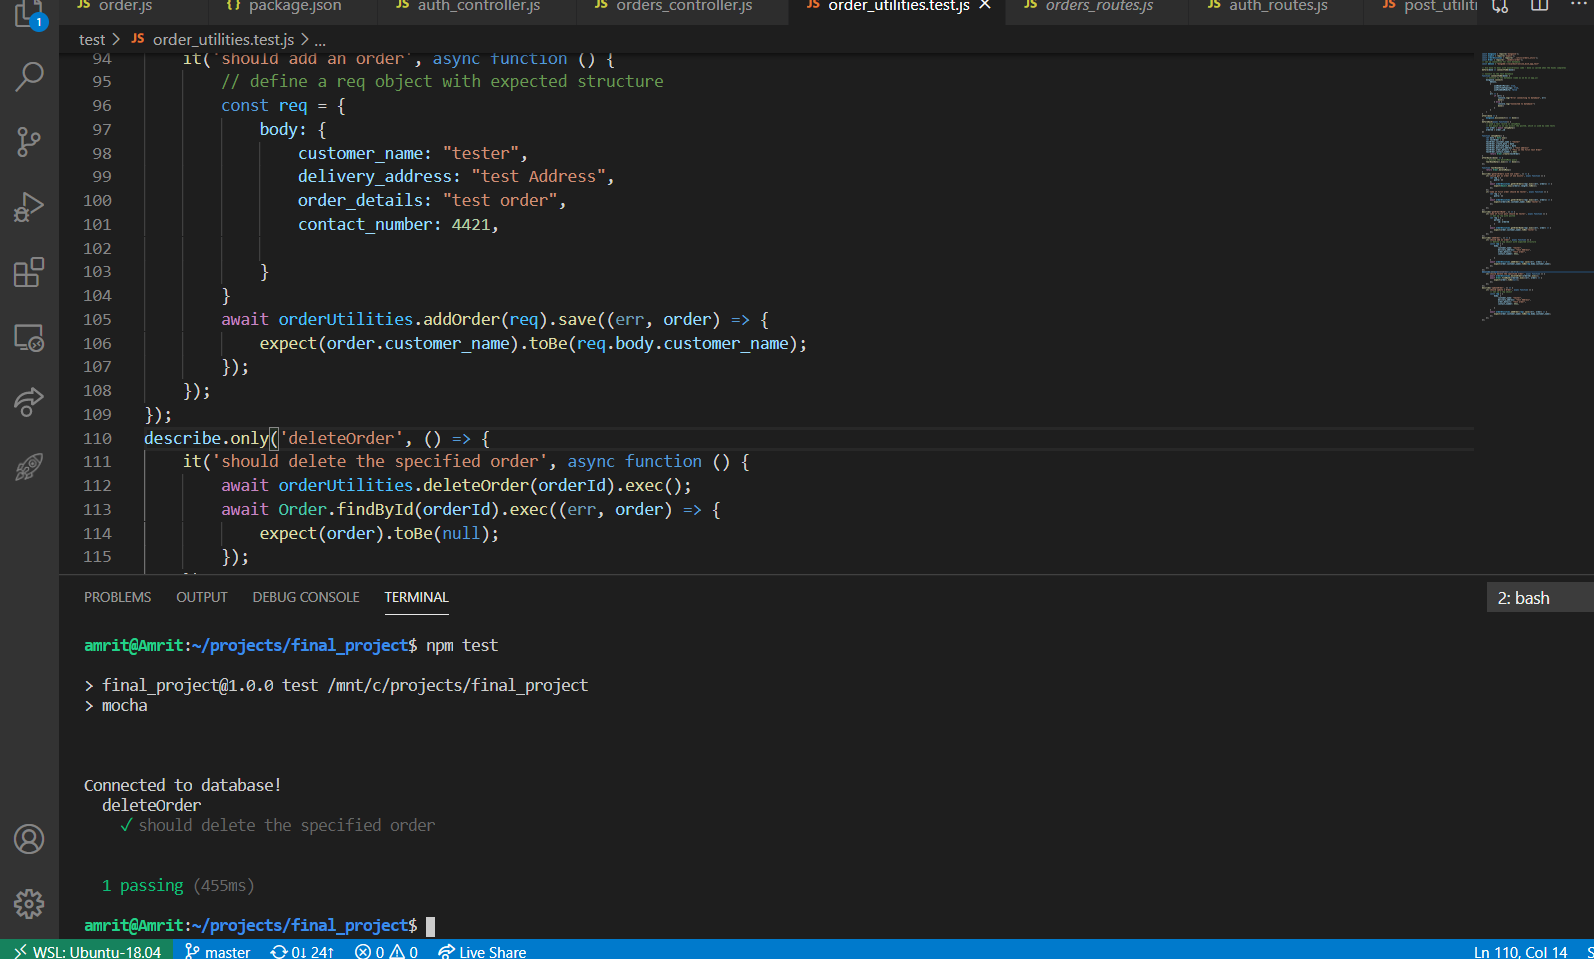 JS order.js {} package.json JS auth_controller.js JS orders_controller.js JS order_utilities.test.js JS orders_routes.js JS auth_routes.js JS post_utiliti
1
test > JS order_utilities.test.js > ...
94 it('should add an order', async function () {
95 // define a req object with expected structure
96 const req = {
97 body: {
98 customer_name: "tester",
99 delivery_address: "test Address",
100 order_details: "test order",
101 contact_number: 4421,
102
103 }
104 }
105 await orderUtilities.addOrder(req).save((err, order) => {
106 expect(order.customer_name).toBe(req.body.customer_name);
107 });
108 });
109 });
110 describe.only('deleteOrder', () => {
111 it('should delete the specified order', async function () {
112 await orderUtilities.deleteOrder(orderId).exec();
113 await Order.findById(orderId).exec((err, order) => {
114 expect(order).toBe(null);
115 });
PROBLEMS OUTPUT DEBUG CONSOLE TERMINAL 2: bash
amrit@Amrit:~/projects/final_project$ npm test
> final_project@1.0.0 test /mnt/c/projects/final_project
> mocha
Connected to database!
deleteOrder
✓ should delete the specified order
1 passing (455ms)
amrit@Amrit:~/projects/final_project$
WSL: Ubuntu-18.04 master 0↓ 24↑ 0 0 Live Share Ln 110, Col 14 S